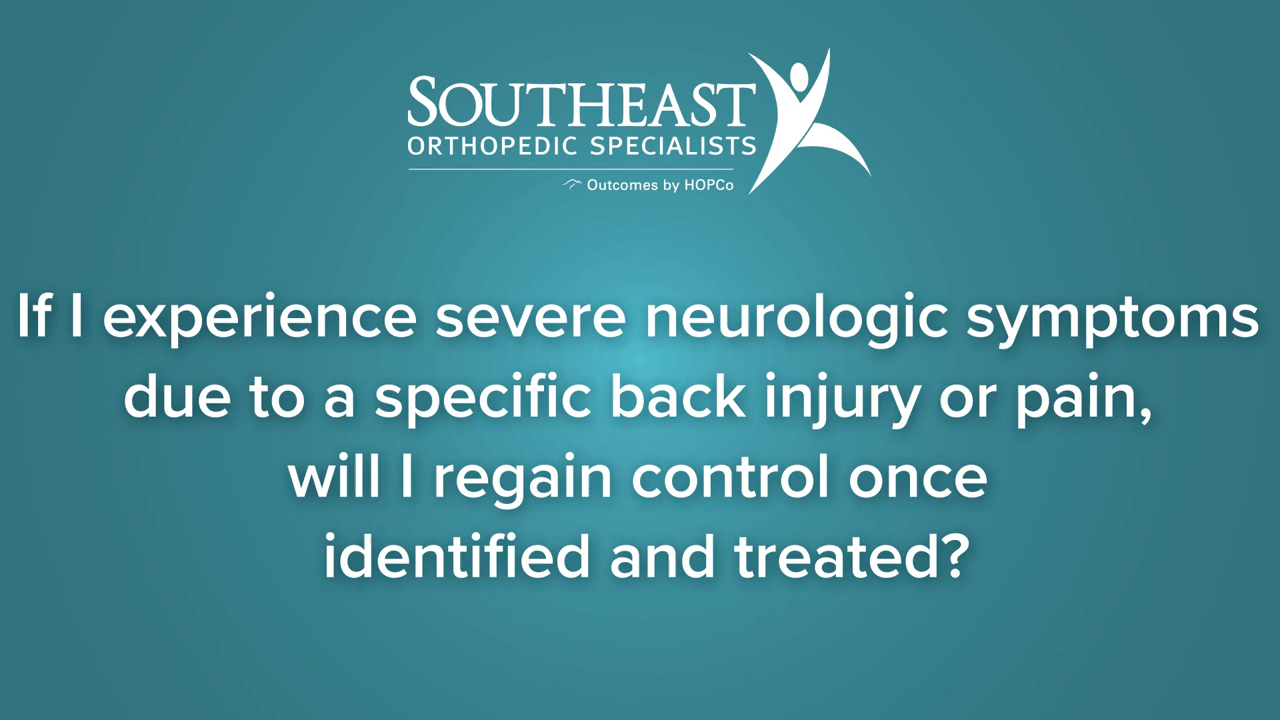 SOUTHEAST
ORTHOPEDIC SPECIALISTS
Outcomes by HOPCo
If I experience severe neurologic symptoms
due to a specific back injury or pain,
will I regain control once
identified and treated?